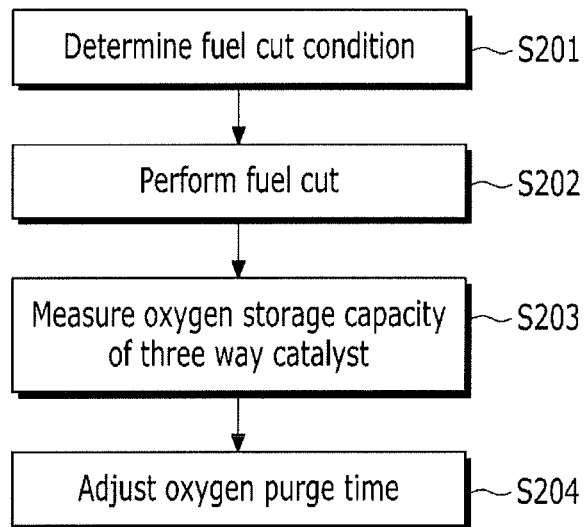 Determine fuel cut condition
S201
Perform fuel cut
S202
Measure oxygen storage capacity
of three way catalyst
S203
Adjust oxygen purge time
S204